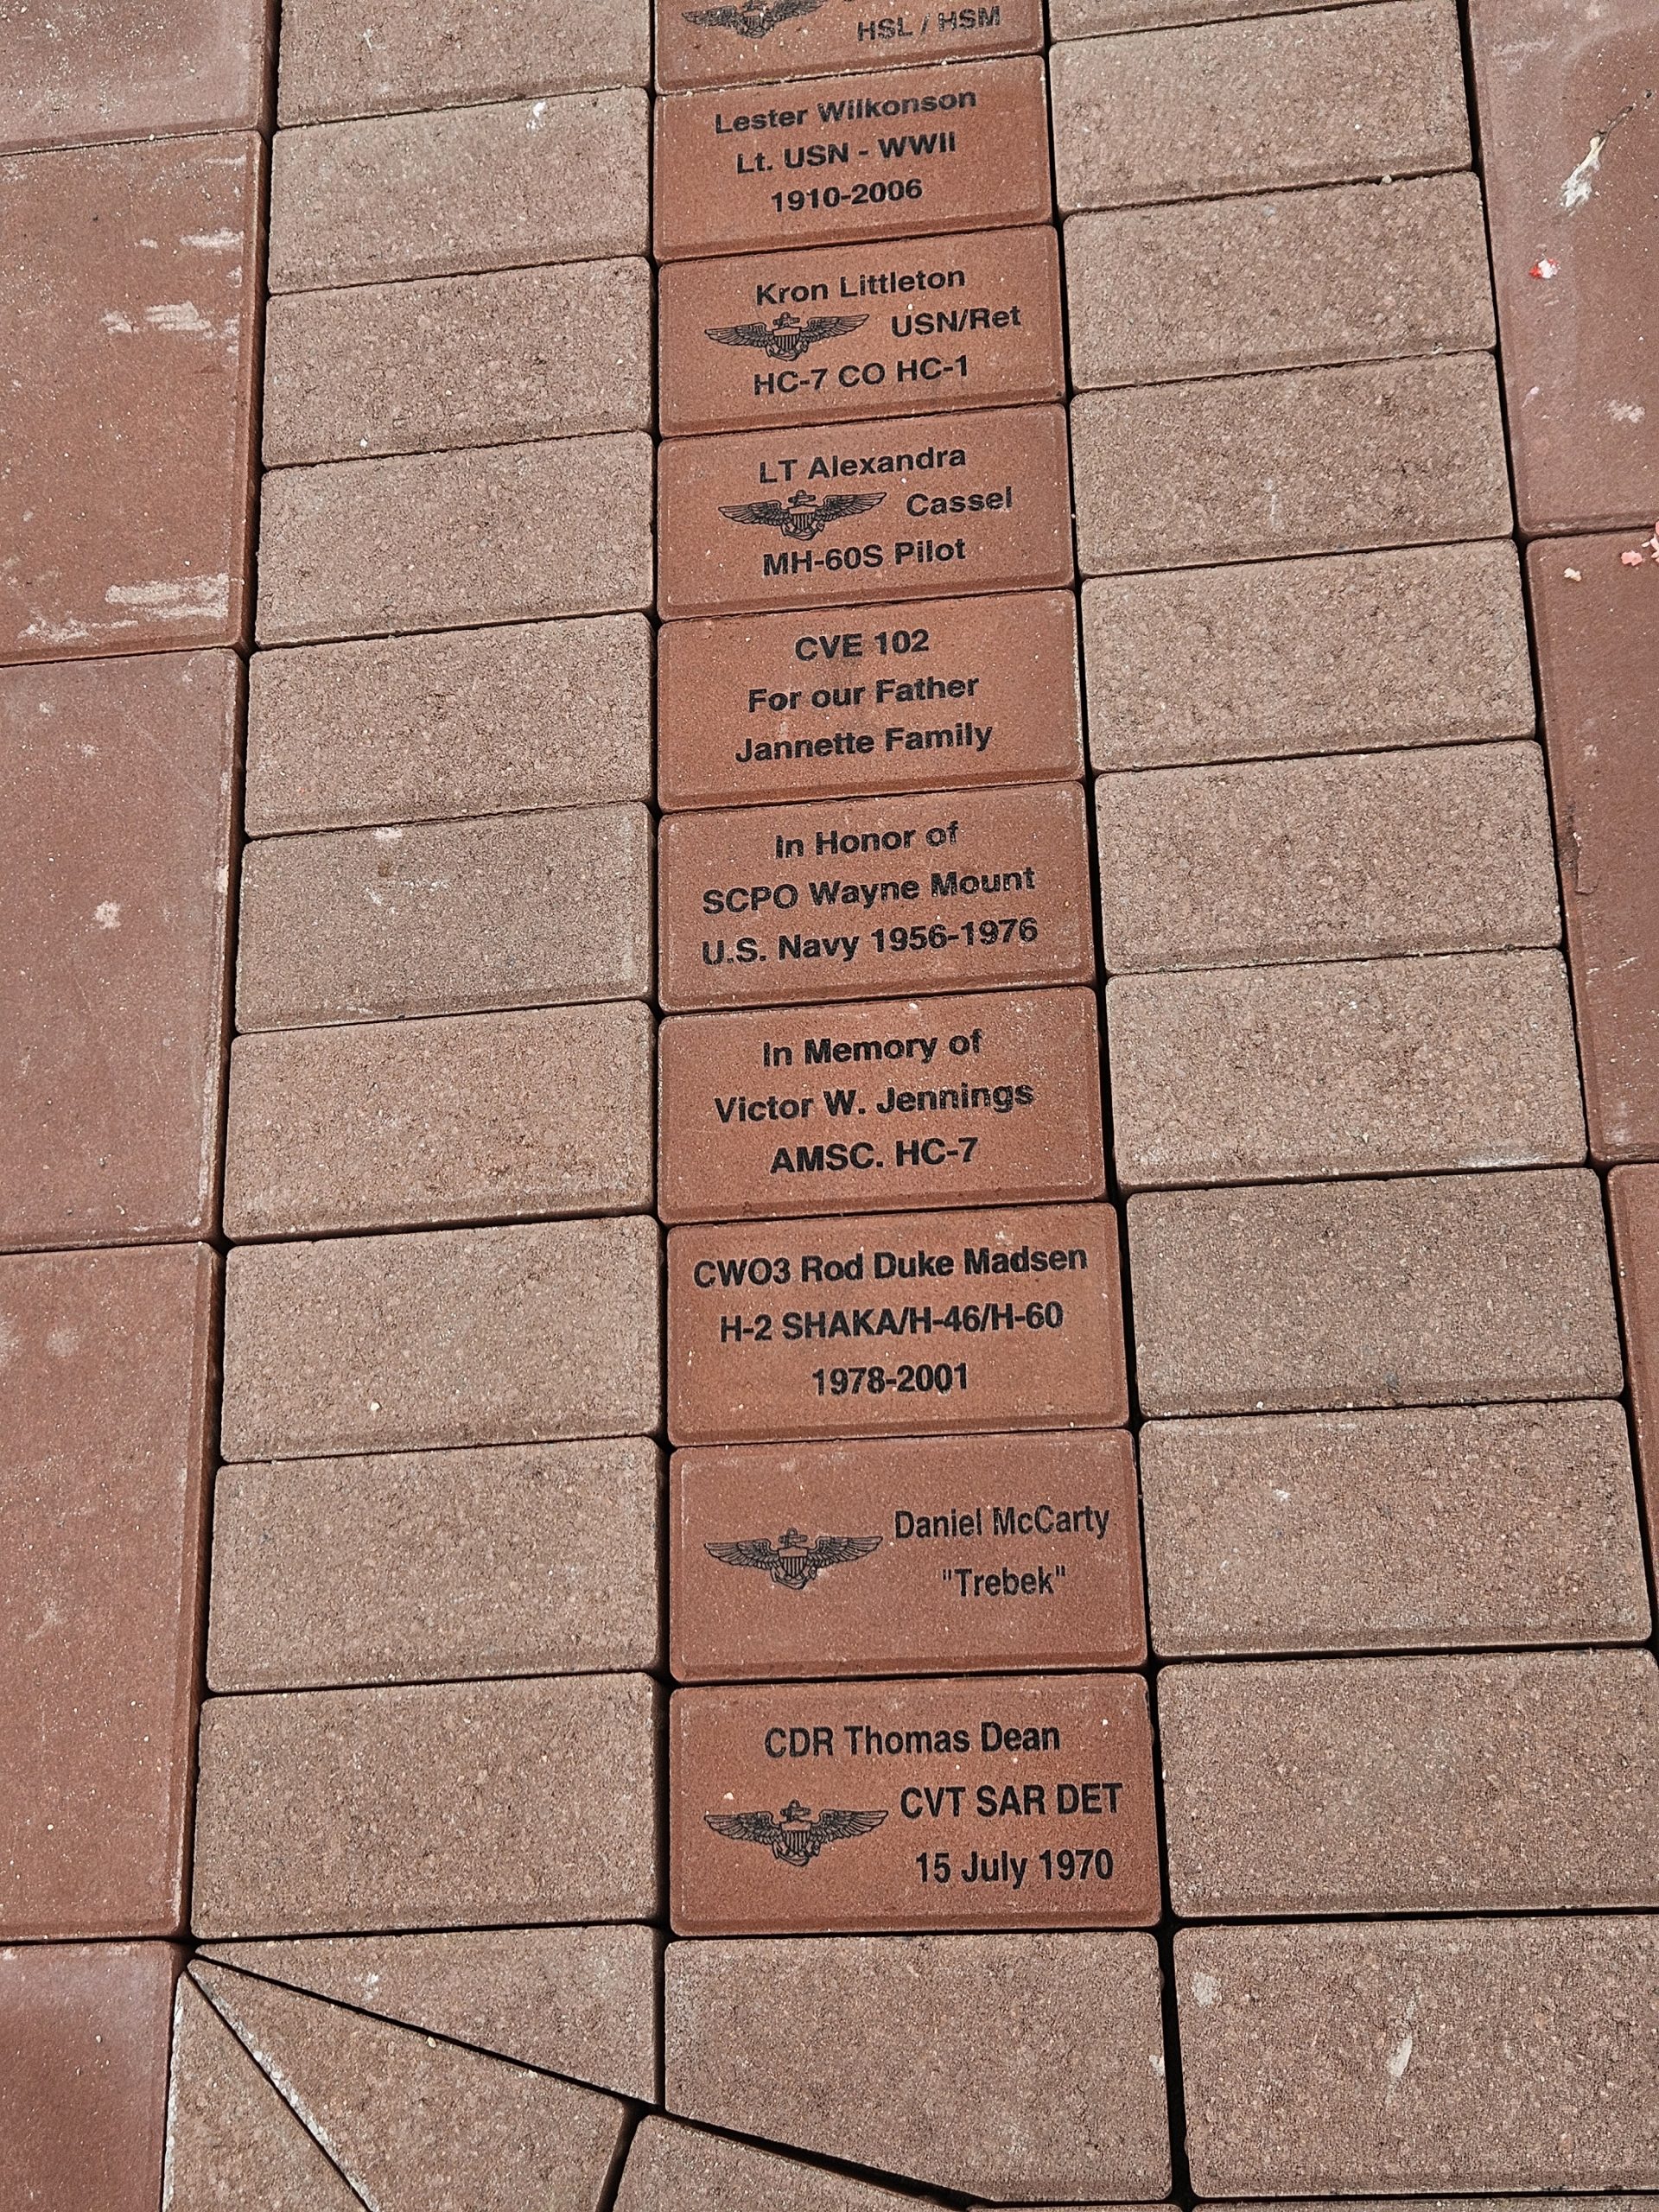 HSL / HSM
Lester Wilkonson
Lt. USN - WWII
1910-2006
Kron Littleton
USN/Ret
HC-7 CO HC-1
LT Alexandra
Cassel
MH-60S Pilot
CVE 102
For our Father
Jannette Family
In Honor of
SCPO Wayne Mount
U.S. Navy 1956-1976
In Memory of
Victor W. Jennings
AMSC. HC-7
CWO3 Rod Duke Madsen
H-2 SHAKA/H-46/H-60
1978-2001
Daniel McCarty
"Trebek"
CDR Thomas Dean
CVT SAR DET
15 July 1970